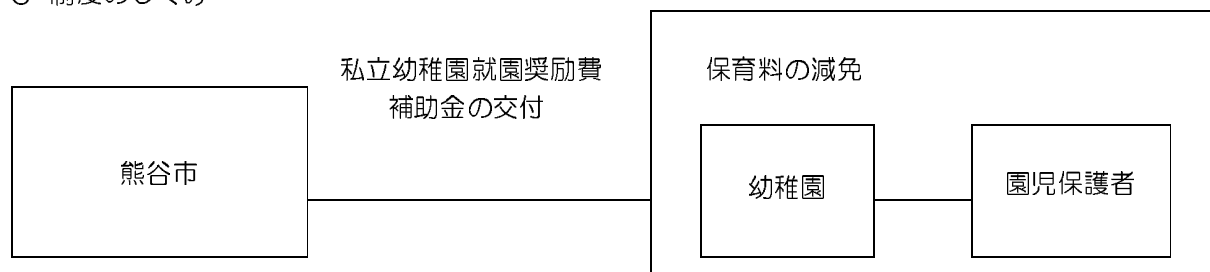 私立幼稚園就園奨励費
補助金の交付
保育料の減免
熊谷市
幼稚園
園児保護者